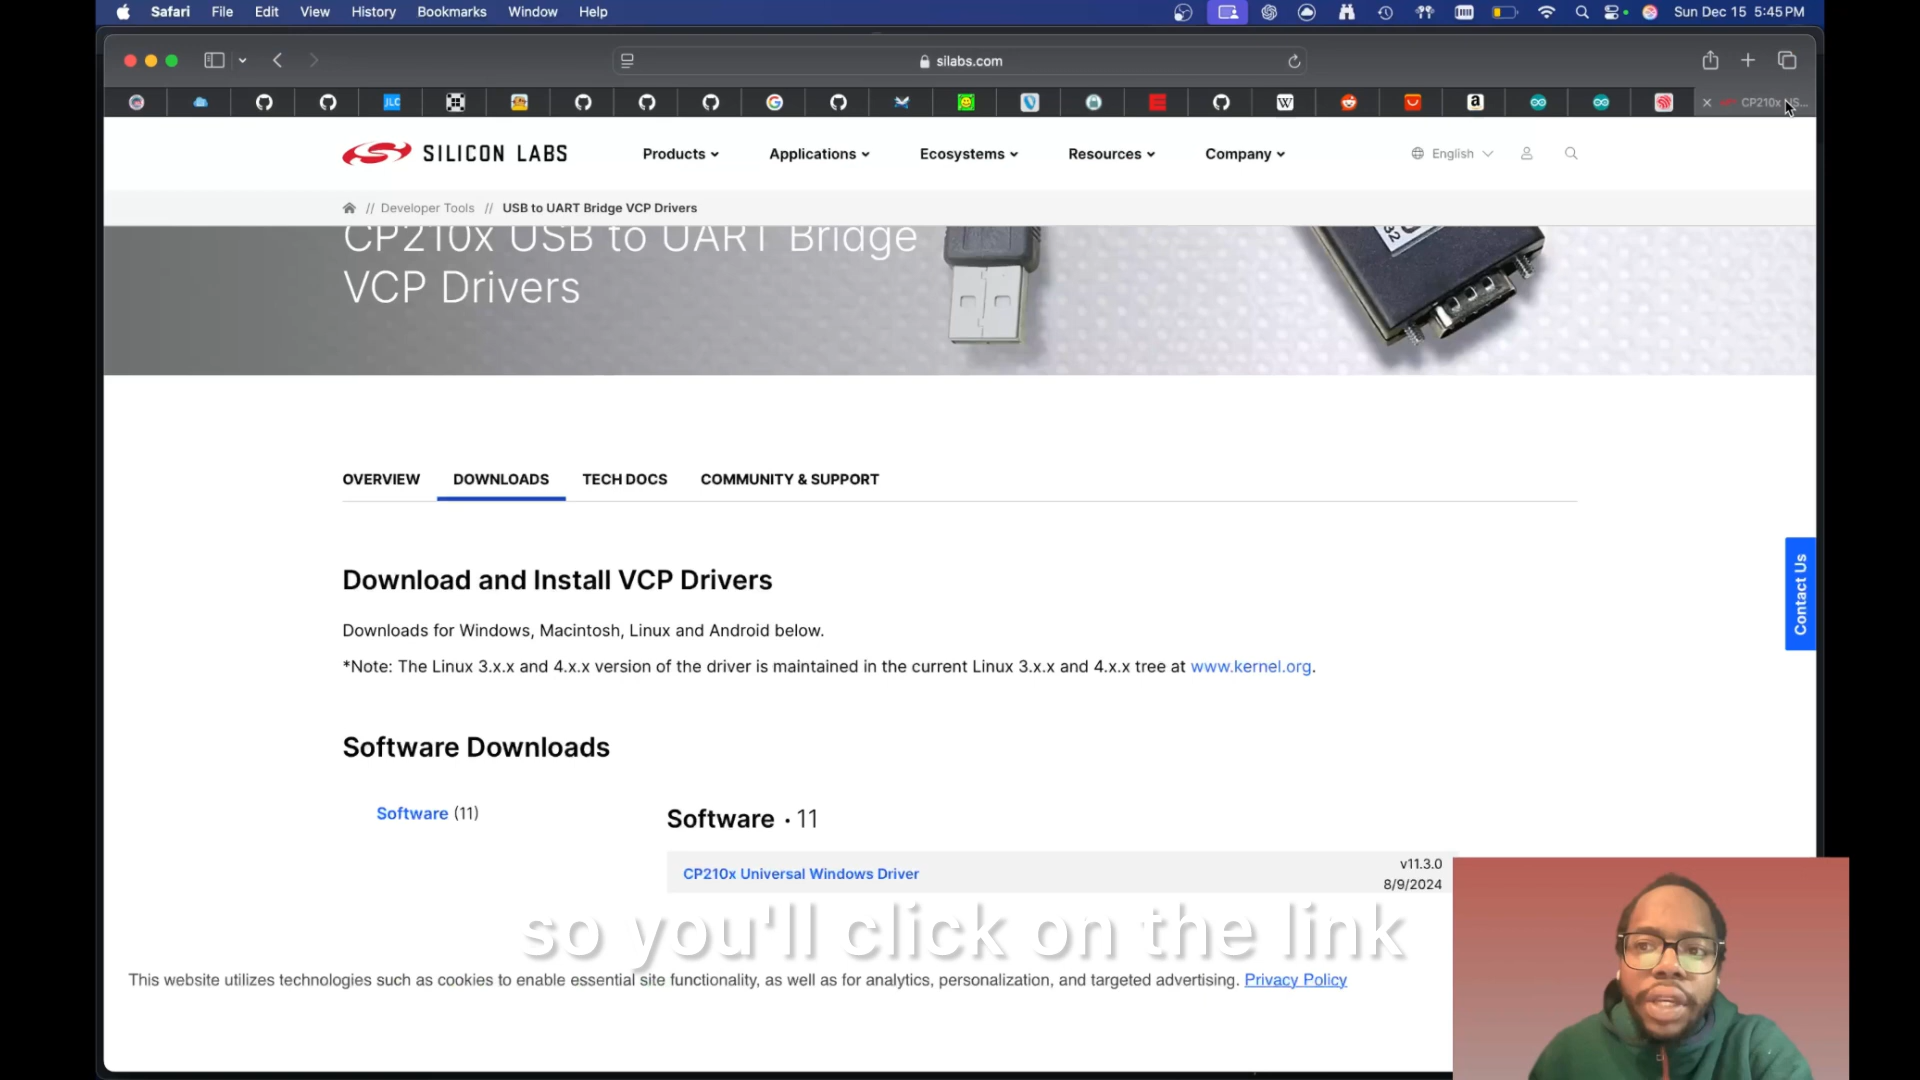 Safari File Edit View History Bookmarks Window Help Sun Dec 15 5:45 PM
silabs.com
JLC G W a CP210x US...
SILICON LABS Products Applications Ecosystems Resources Company English
// Developer Tools // USB to UART Bridge VCP Drivers
CP210x USB to UART Bridge
VCP Drivers
OVERVIEW DOWNLOADS TECH DOCS COMMUNITY & SUPPORT
Contact Us
Download and Install VCP Drivers
Downloads for Windows, Macintosh, Linux and Android below.
*Note: The Linux 3.x.x and 4.x.x version of the driver is maintained in the current Linux 3.x.x and 4.x.x tree at www.kernel.org.
Software Downloads
Software (11)
Software • 11
CP210x Universal Windows Driver
v11.3.0
8/9/2024
so you'll click on the link
This website utilizes technologies such as cookies to enable essential site functionality, as well as for analytics, personalization, and targeted advertising. Privacy Policy